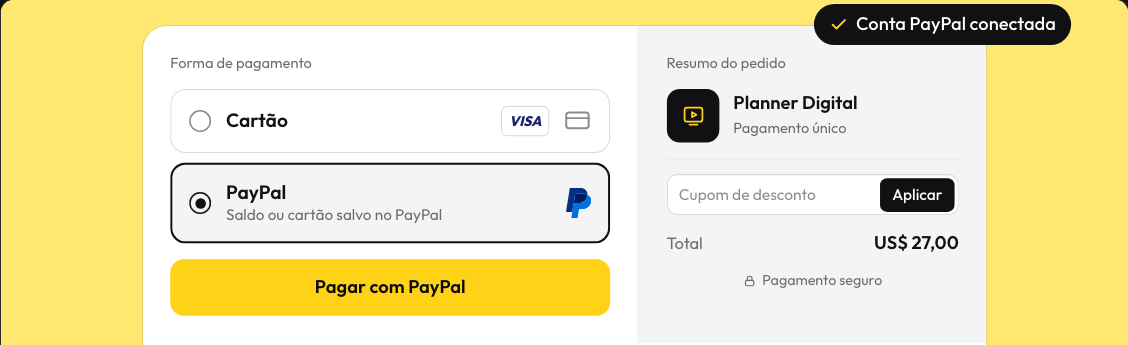 Conta PayPal conectada
Forma de pagamento
Cartão
VISA
PayPal
Saldo ou cartão salvo no PayPal
Pagar com PayPal
Resumo do pedido
Planner Digital
Pagamento único
Cupom de desconto
Aplicar
Total
US$ 27,00
Pagamento seguro